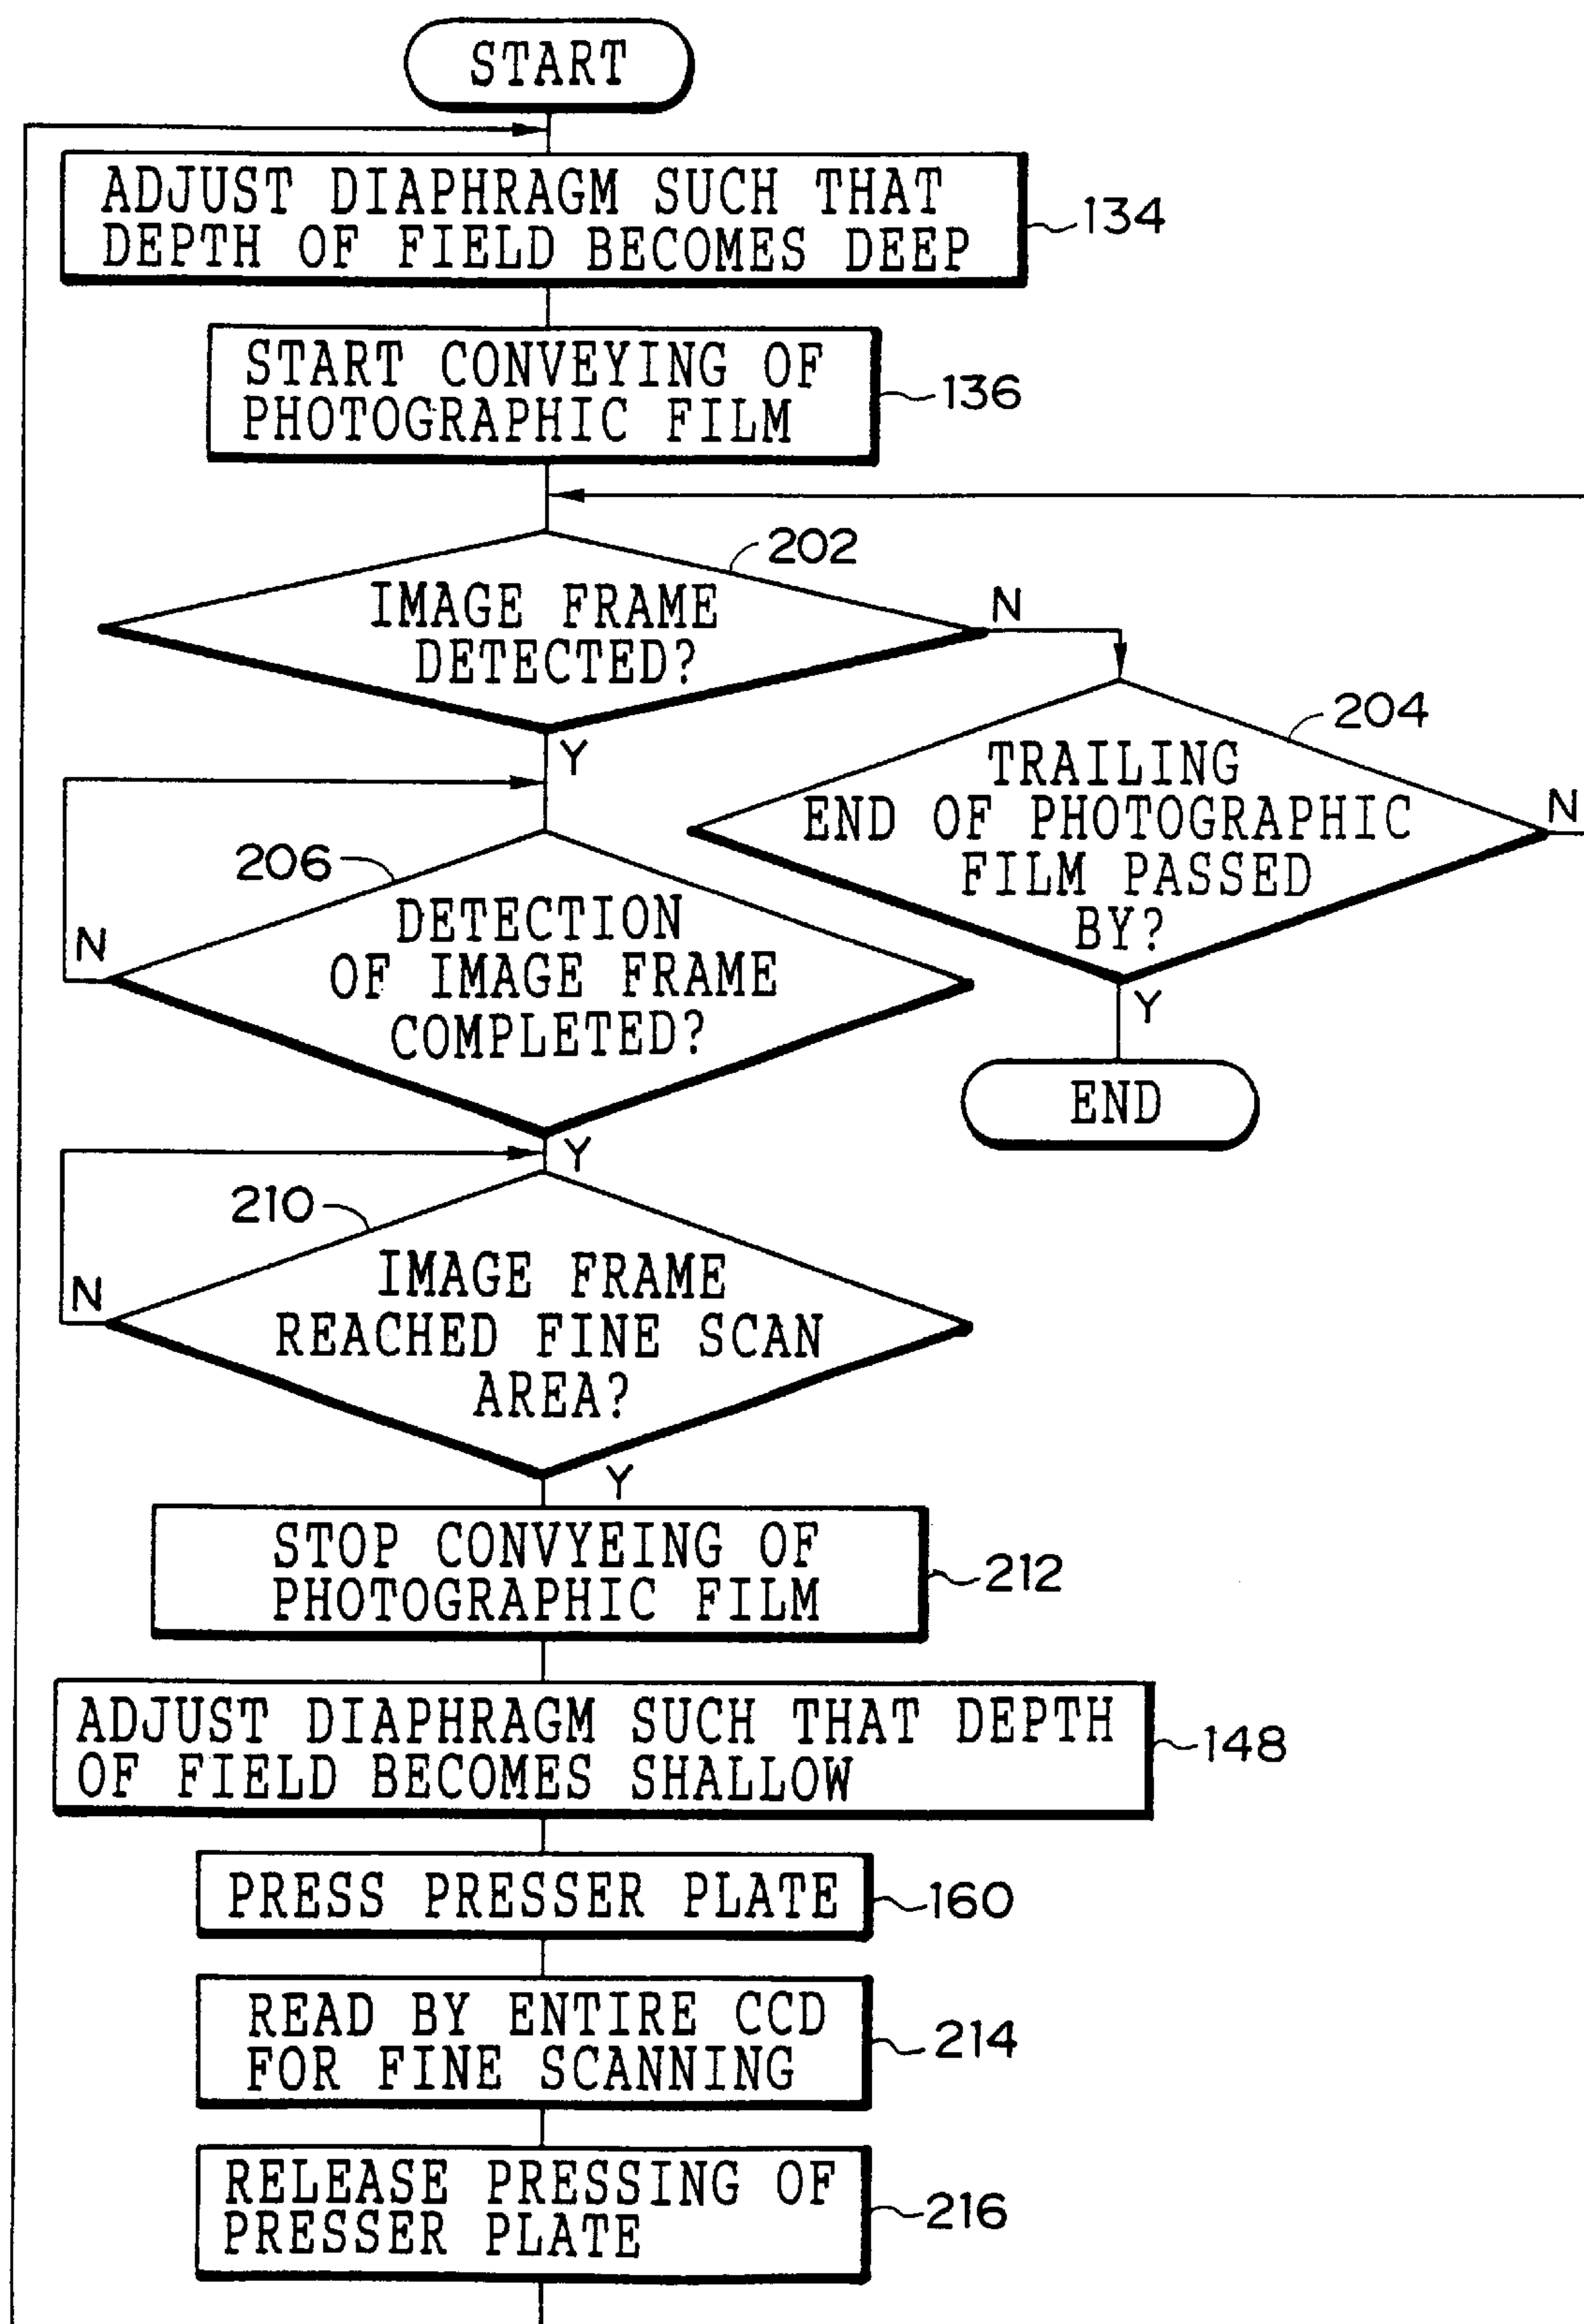 START
ADJUST DIAPHRAGM SUCH THAT
DEPTH OF FIELD BECOMES DEEP
134
START CONVEYING OF
PHOTOGRAPHIC FILM
136
202
IMAGE FRAME
DETECTED?
N
Y
204
TRAILING
END OF PHOTOGRAPHIC
FILM PASSED
BY?
N
Y
END
206
DETECTION
OF IMAGE FRAME
COMPLETED?
N
Y
210
IMAGE FRAME
REACHED FINE SCAN
AREA?
N
Y
STOP CONVYEING OF
PHOTOGRAPHIC FILM
212
ADJUST DIAPHRAGM SUCH THAT DEPTH
OF FIELD BECOMES SHALLOW
148
PRESS PRESSER PLATE
160
READ BY ENTIRE CCD
FOR FINE SCANNING
214
RELEASE PRESSING OF
PRESSER PLATE
216